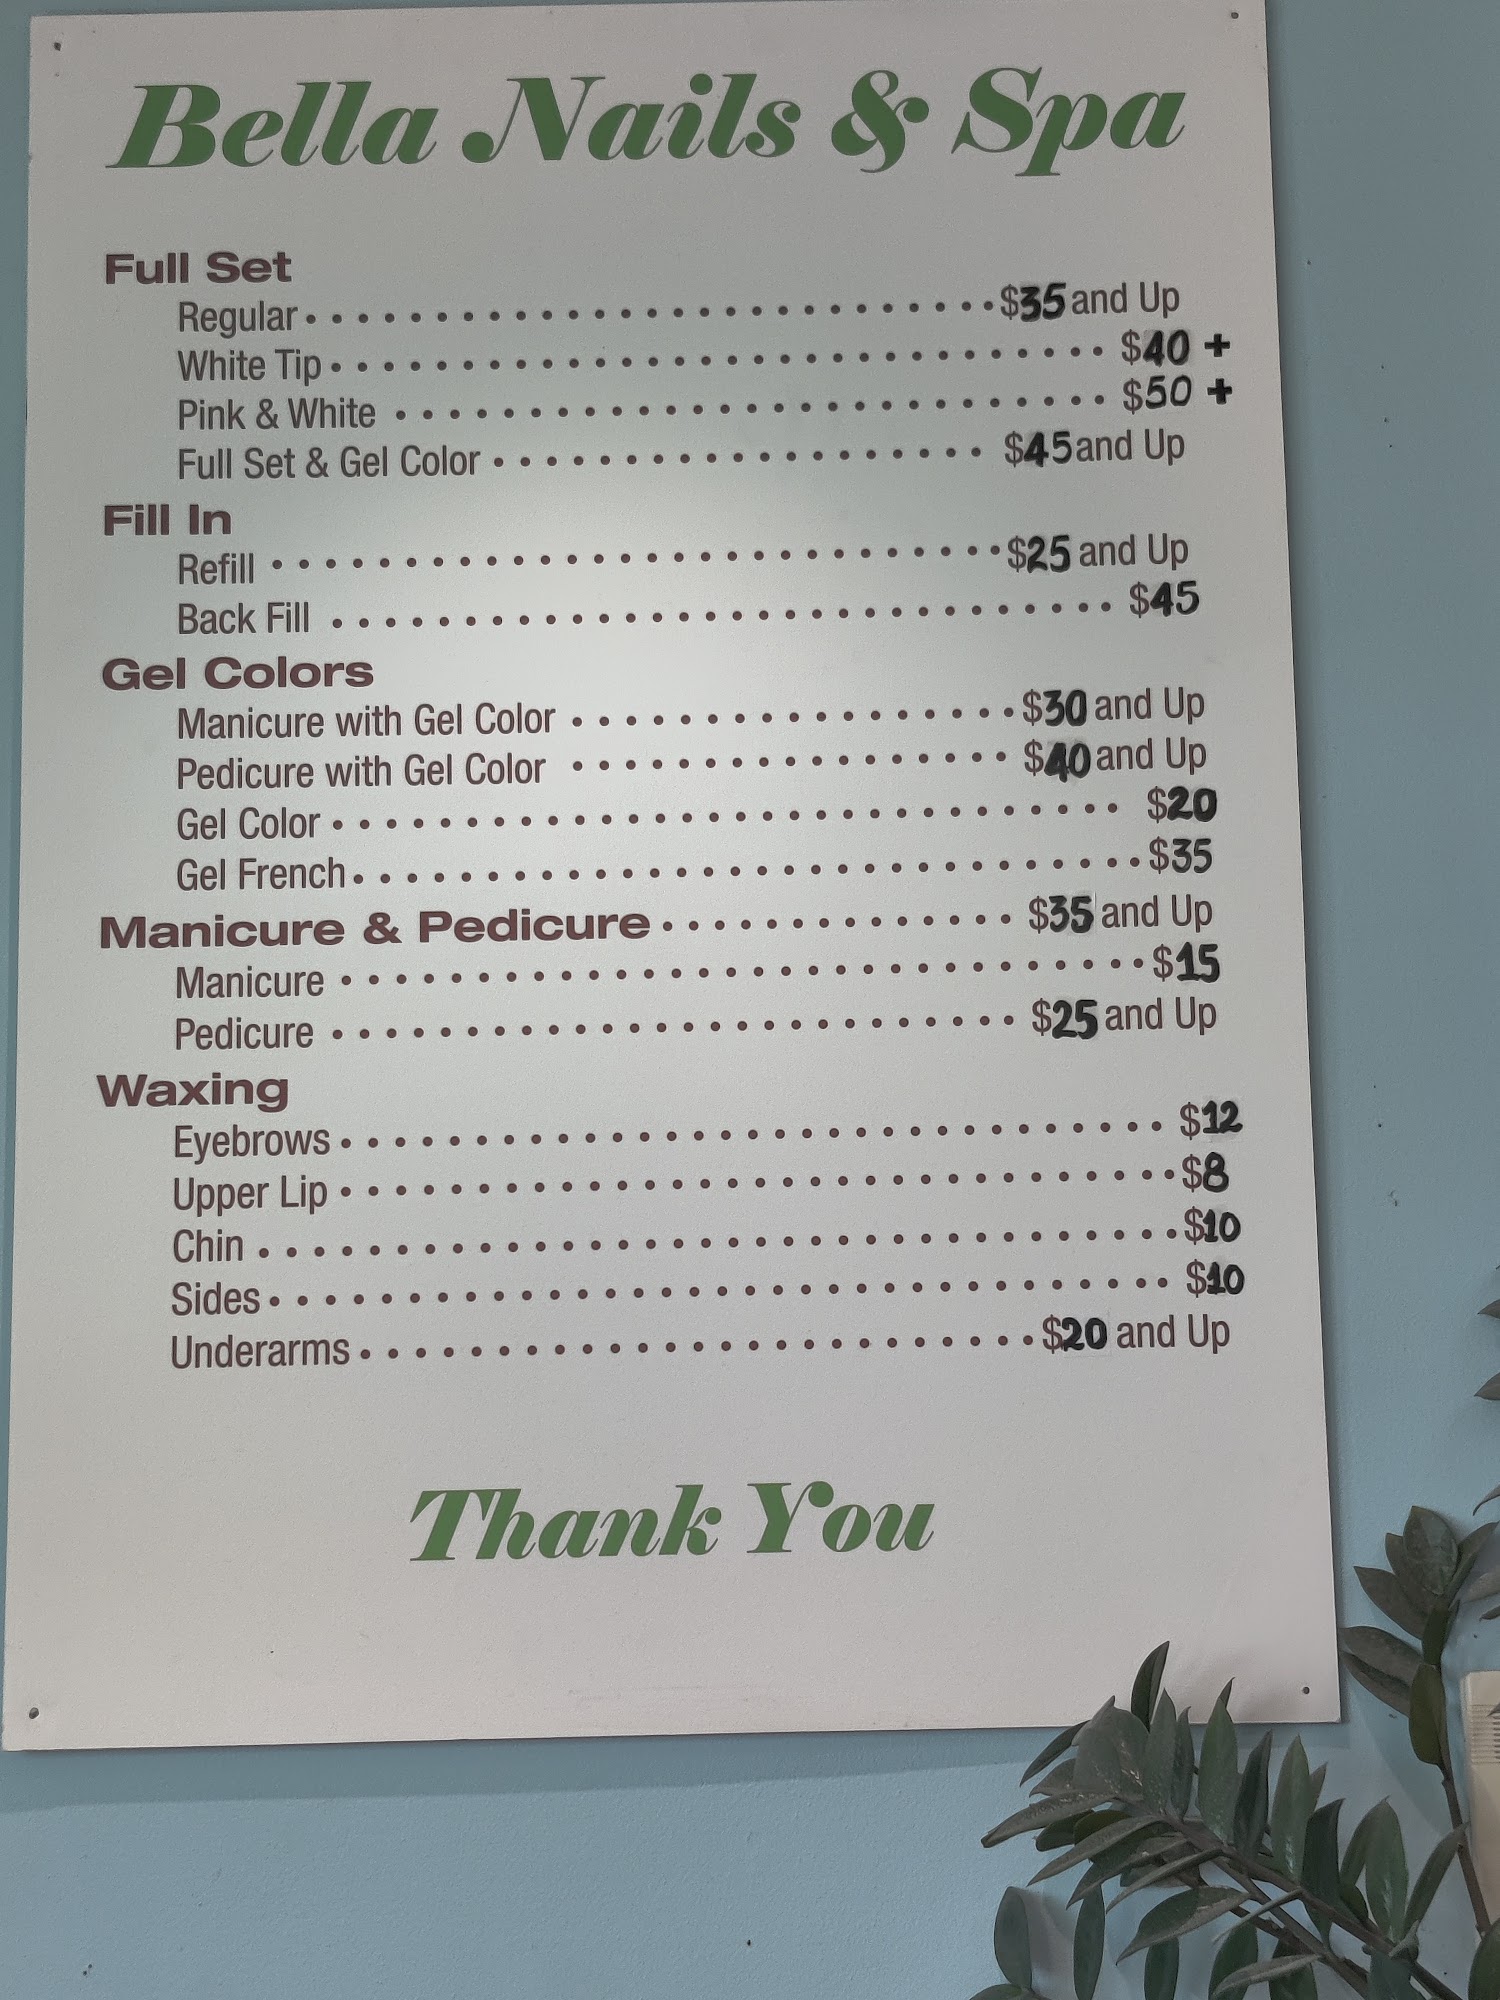 Bella Nails & Spa
Full Set
Regular $35 and Up
White Tip $40 +
Pink & White $50 +
Full Set & Gel Color $45 and Up
Fill In
Refill $25 and Up
Back Fill $45
Gel Colors
Manicure with Gel Color $30 and Up
Pedicure with Gel Color $40 and Up
Gel Color $20
Gel French $35
Manicure & Pedicure $35 and Up
Manicure $15
Pedicure $25 and Up
Waxing
Eyebrows $12
Upper Lip $8
Chin $10
Sides $10
Underarms $20 and Up
Thank You